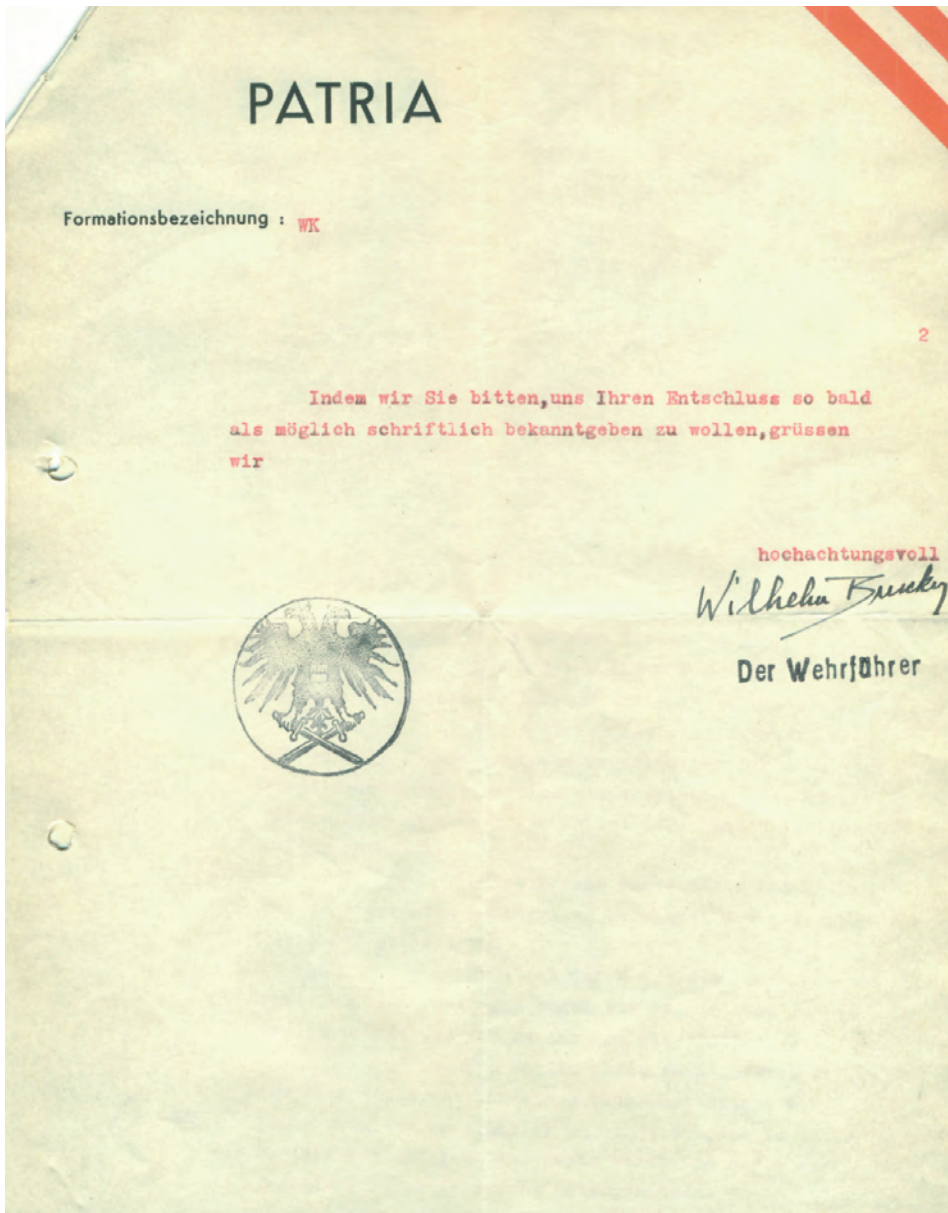 PATRIA
Formationsbezeichnung : WK
2
Indem wir Sie bitten,uns Ihren Entschluss so bald
als möglich schriftlich bekanntgeben zu wollen,grüssen
wir
hochachtungsvoll
Wilhelm
Der Wehrführer